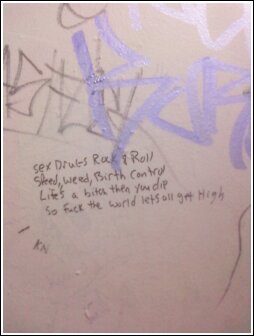 sex Drugs Rock & Roll
Speed, Weed, Birth Control
Life's a bitch then you die
So Fuck the world lets all get High
KN